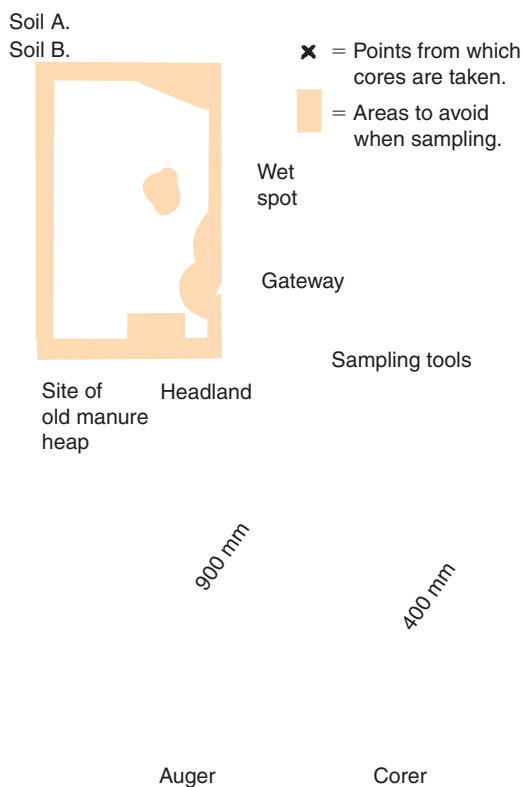 Soil A.
Soil B.
✖ = Points from which
cores are taken.
= Areas to avoid
when sampling.
Wet
spot
Gateway
Sampling tools
Site of
old manure
heap
Headland
900 mm
400 mm
Auger
Corer